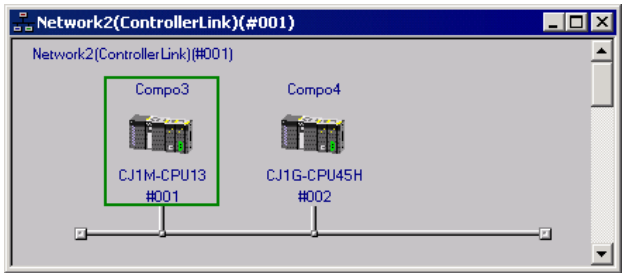 Network2(ControllerLink)(#001)
Network2(ControllerLink)(#001)
Compo3 Compo4
CJ1M-CPU13 CJ1G-CPU45H
#001 #002